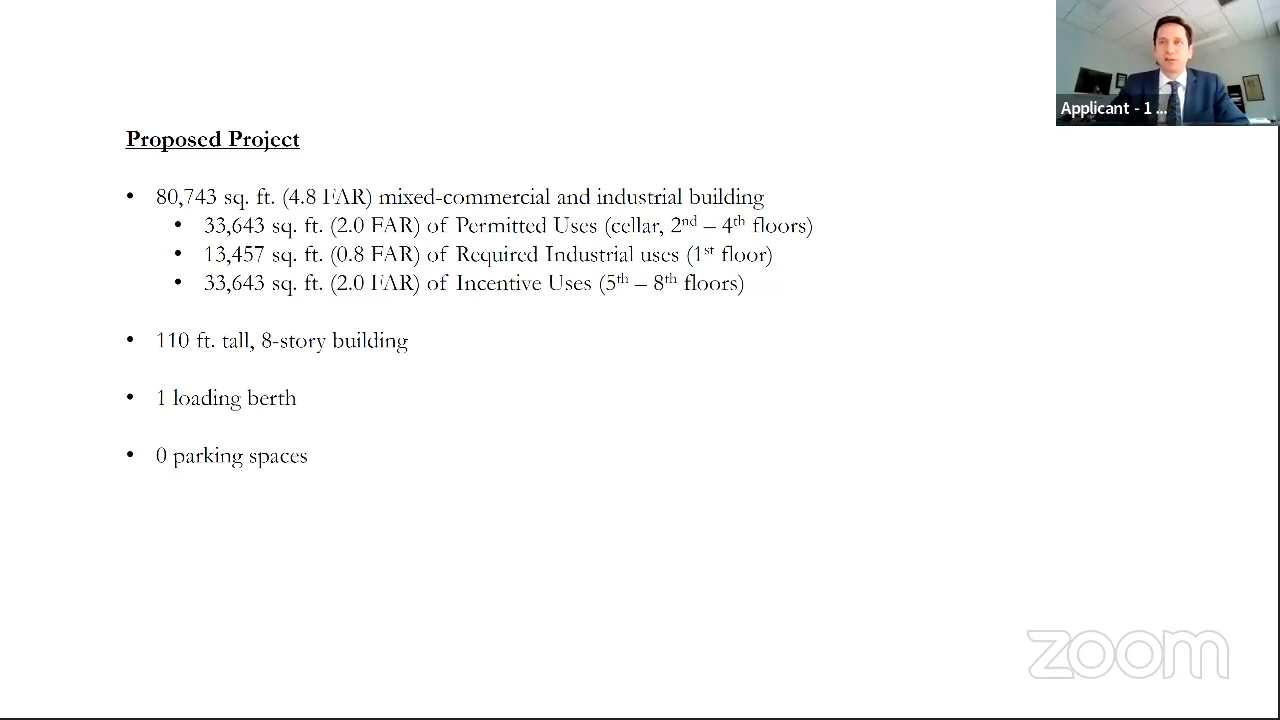 Applicant - 1 ...
Proposed Project
• 80,743 sq. ft. (4.8 FAR) mixed-commercial and industrial building
• 33,643 sq. ft. (2.0 FAR) of Permitted Uses (cellar, 2nd – 4th floors)
• 13,457 sq. ft. (0.8 FAR) of Required Industrial uses (1st floor)
• 33,643 sq. ft. (2.0 FAR) of Incentive Uses (5th – 8th floors)
• 110 ft. tall, 8-story building
• 1 loading berth
• 0 parking spaces
zoom